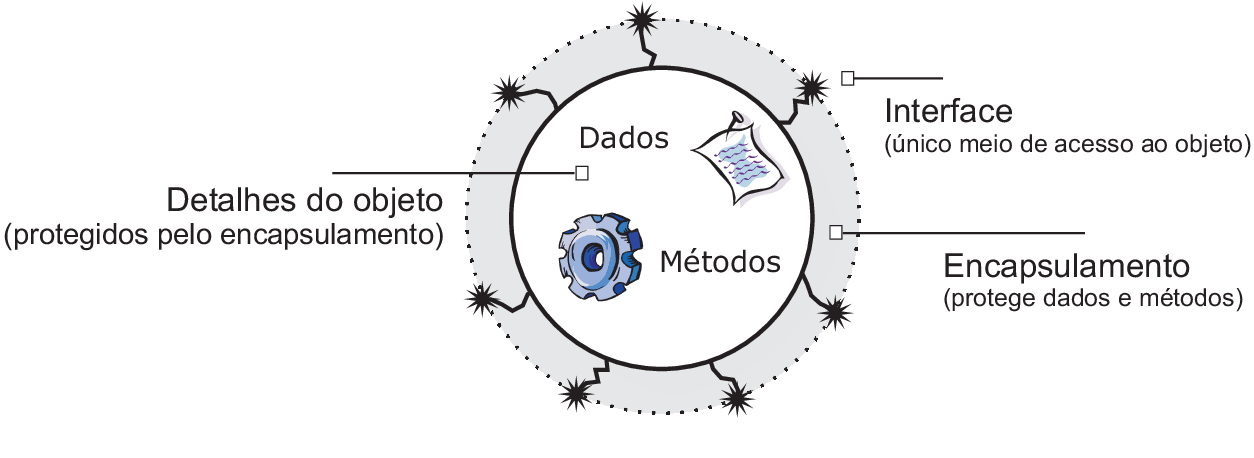 Interface
(único meio de acesso ao objeto)
Dados
Detalhes do objeto
(protegidos pelo encapsulamento)
Métodos
Encapsulamento
(protege dados e métodos)